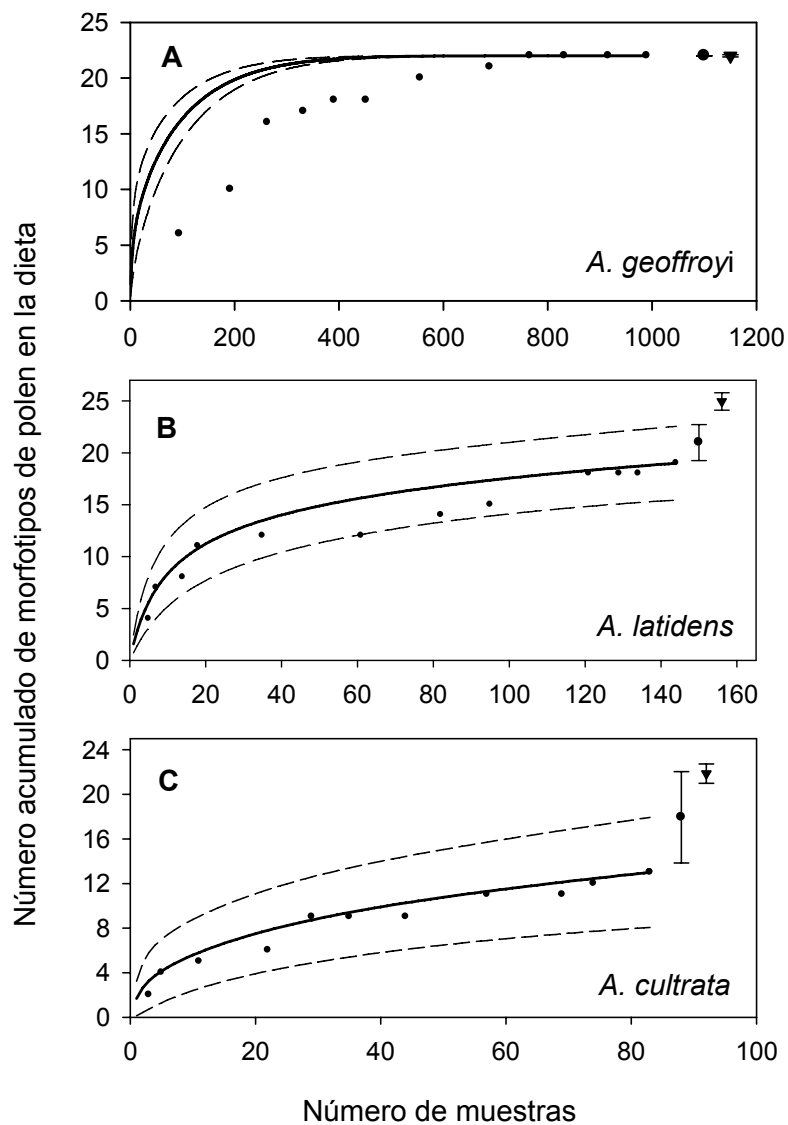 Número acumulado de morfotipos de polen en la dieta
25
20
15
10
5
0
A
A. geoffroyi
0 200 400 600 800 1000 1200
25
20
15
10
5
0
B
A. latidens
0 20 40 60 80 100 120 140 160
24
20
16
12
8
4
0
C
A. cultrata
0 20 40 60 80 100
Número de muestras